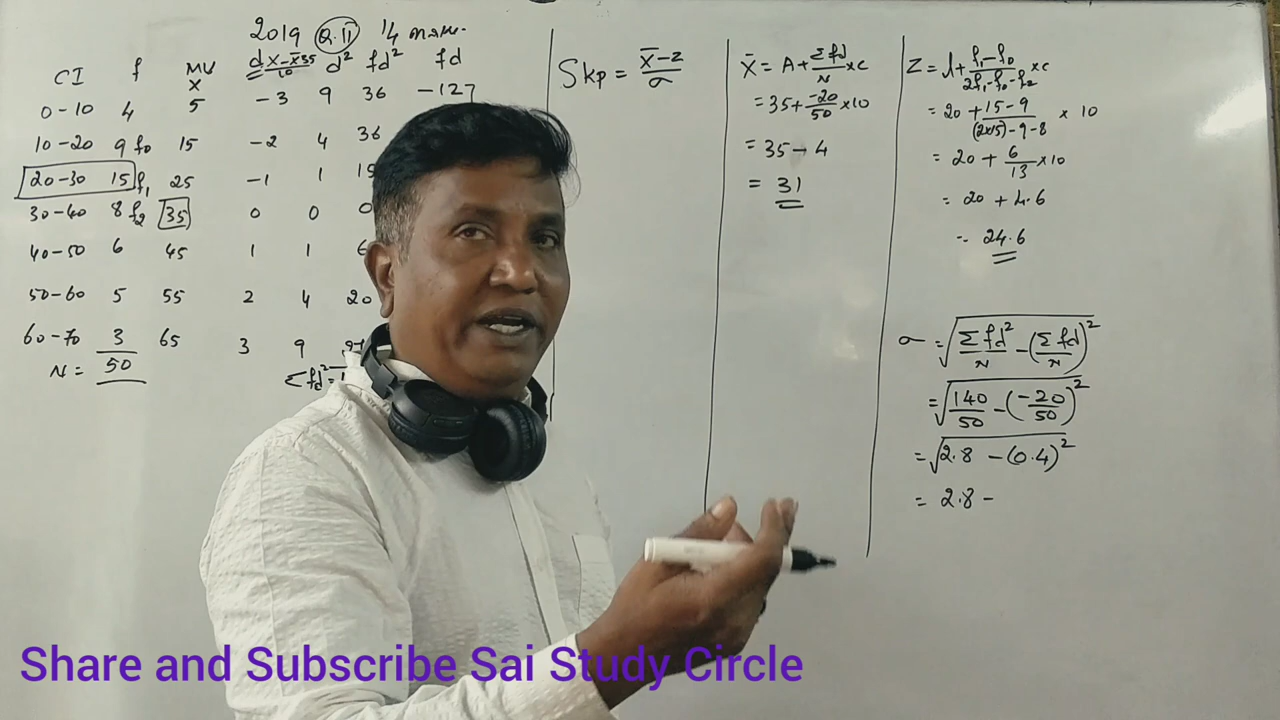 2019 Q.II 14 mark.
CI f MV X d X-X̄35/10 d² fd² fd
0-10 4 5 -3 9 36 -12
10-20 9 f₀ 15 -2 4 36
20-30 15 f₁ 25 -1 1 15
30-40 8 f₂ 35 0 0 0
40-50 6 45 1 1 6
50-60 5 55 2 4 20
60-70 3 65 3 9
N = 50
Σfd² =
Skp = x̄-z/σ
X̄ = A + Σfd/N × c
= 35 + -20/50 × 10
= 35 - 4
= 31
Z = l + f₁-f₀/2f₁-f₀-f₂ × c
= 20 + 15-9/(2×15)-9-8 × 10
= 20 + 6/13 × 10
= 20 + 4.6
= 24.6
σ = √Σfd²/N - (Σfd/N)²
= √140/50 - (-20/50)²
= √2.8 - (0.4)²
= 2.8 -
Share and Subscribe Sai Study Circle